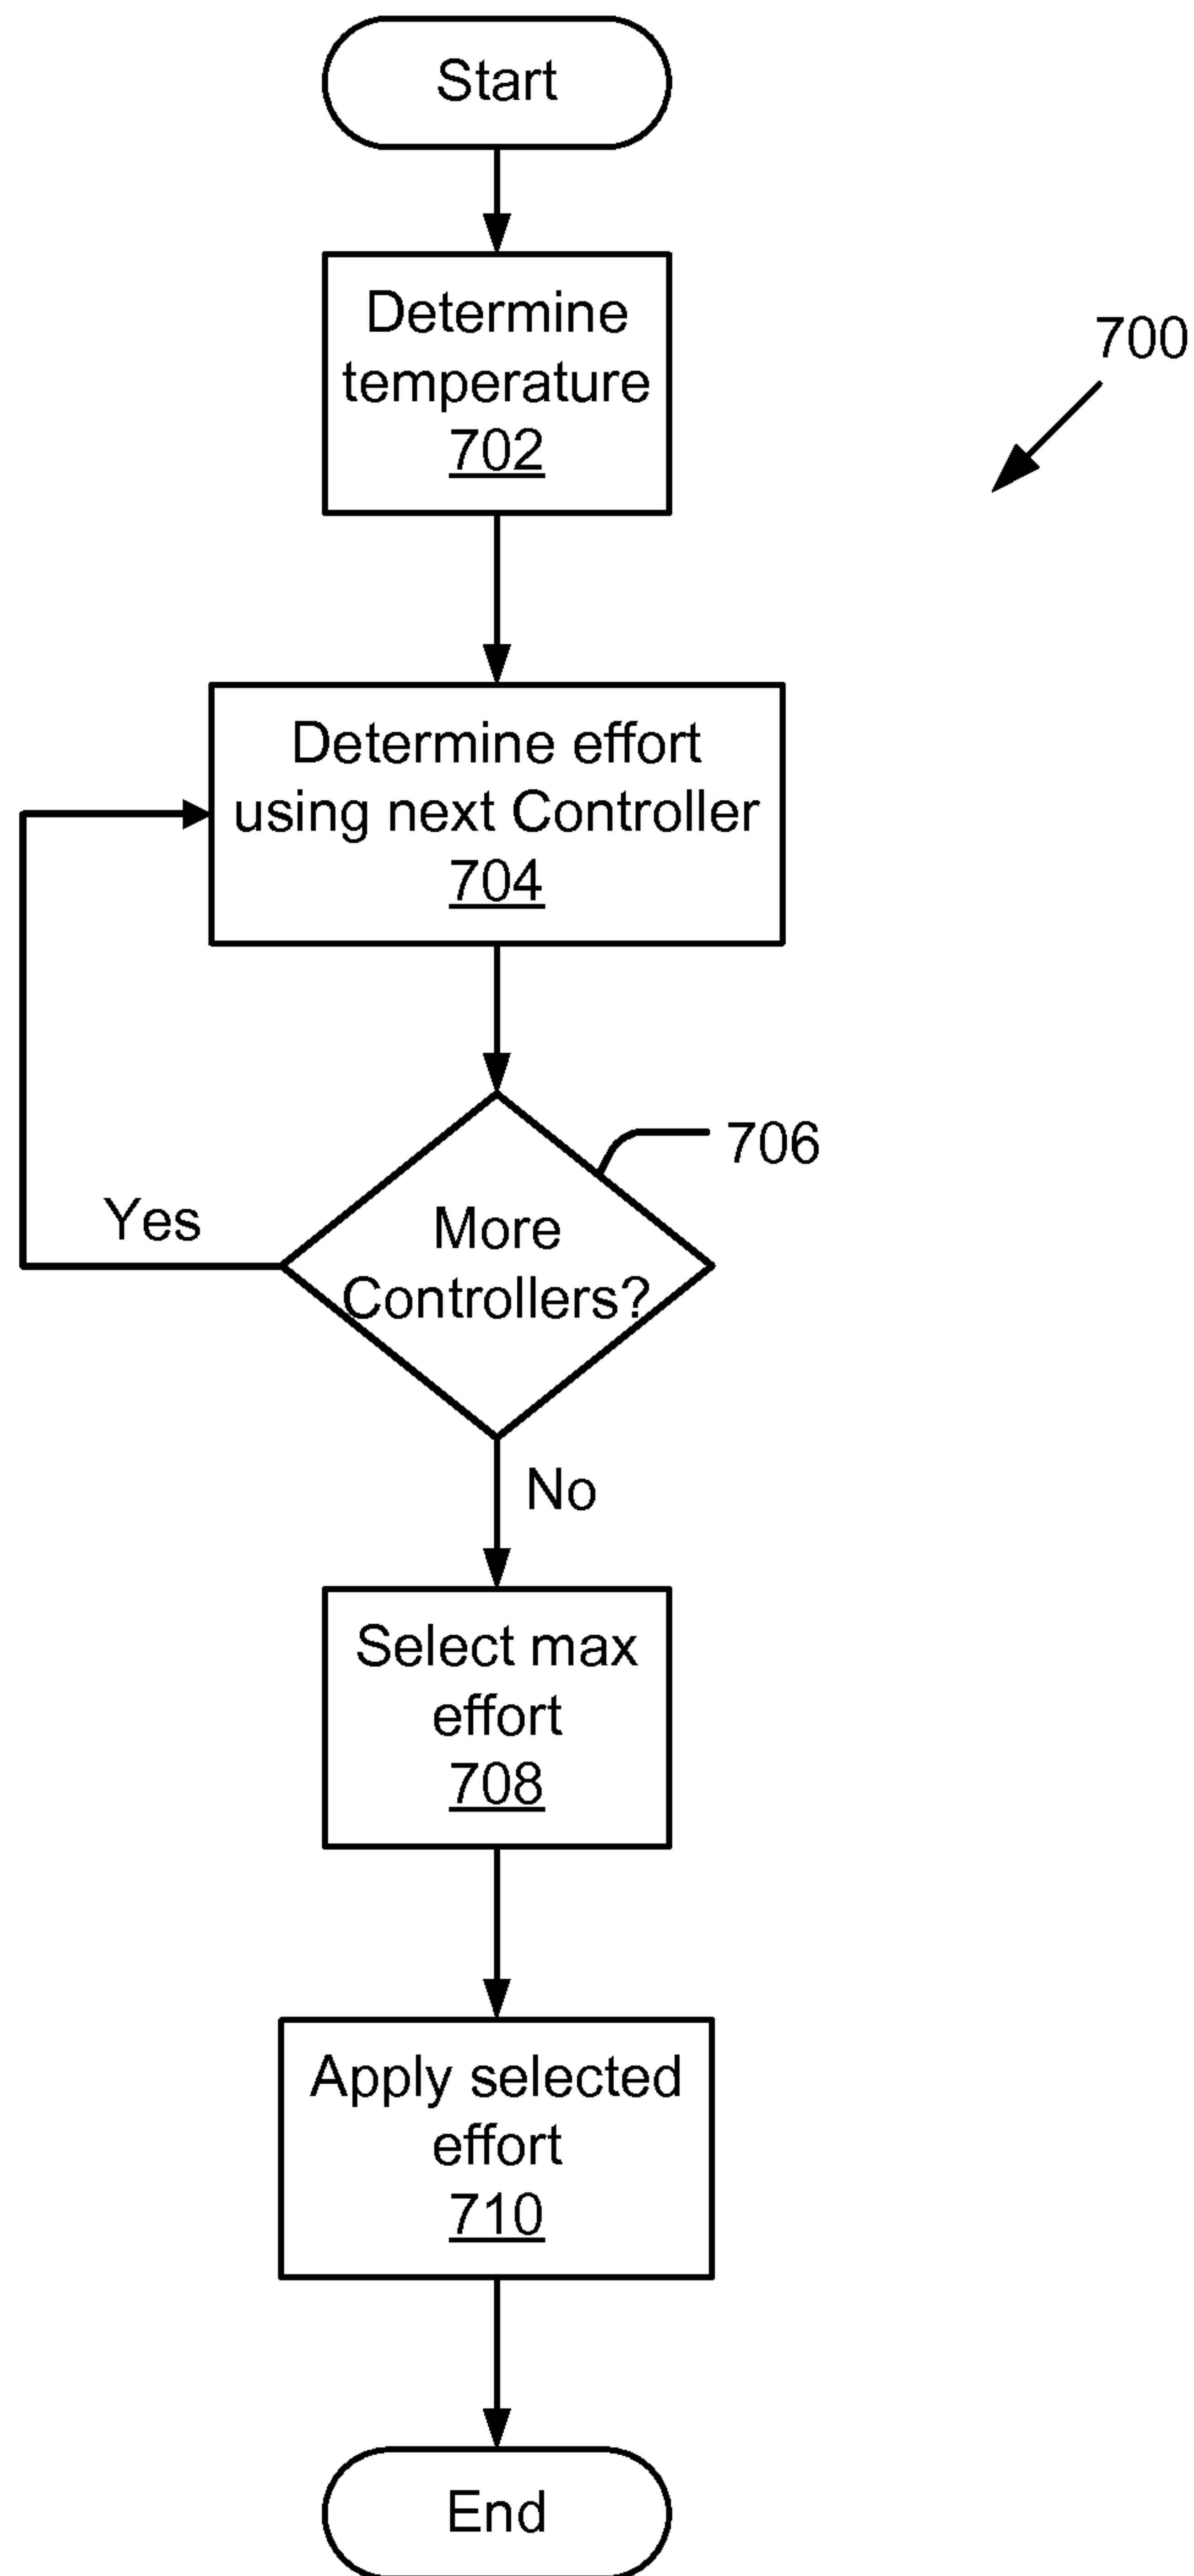 Start
Determine
temperature
702
700
Determine effort
using next Controller
704
706
Yes
More
Controllers?
No
Select max
effort
708
Apply selected
effort
710
End